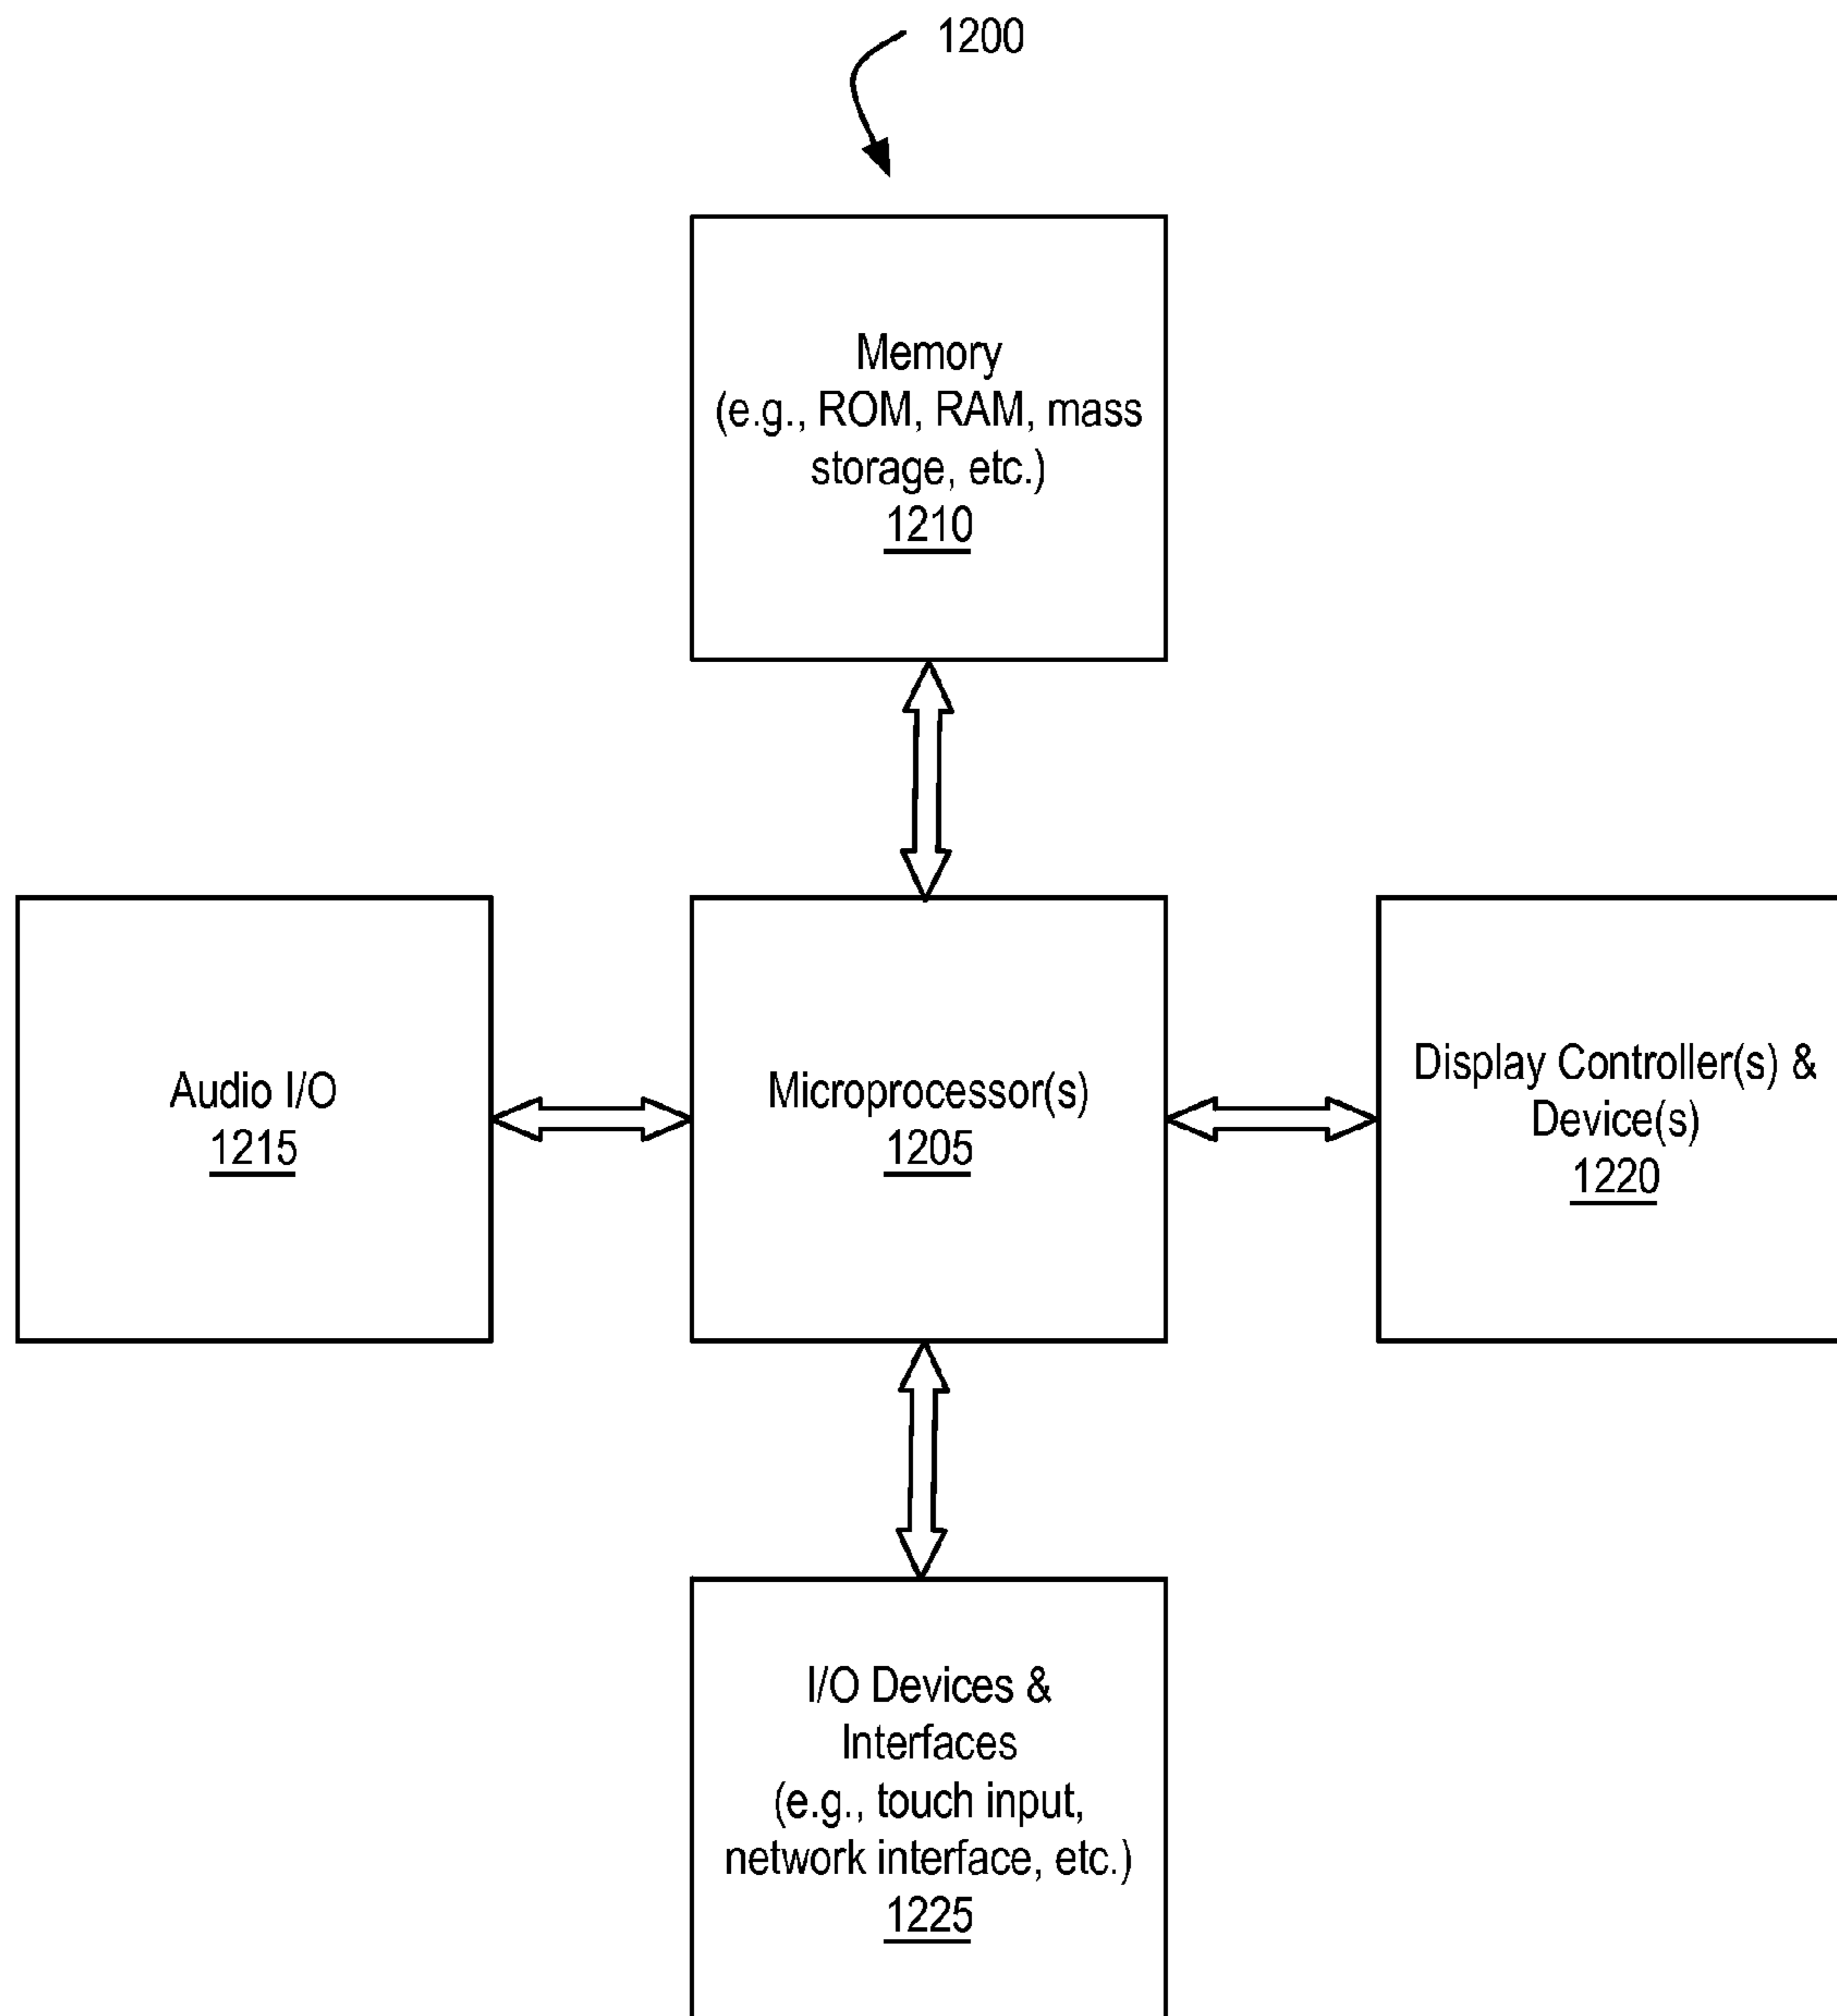 1200
Memory
(e.g., ROM, RAM, mass
storage, etc.)
1210
Audio I/O
1215
Microprocessor(s)
1205
Display Controller(s) &
Device(s)
1220
I/O Devices &
Interfaces
(e.g., touch input,
network interface, etc.)
1225